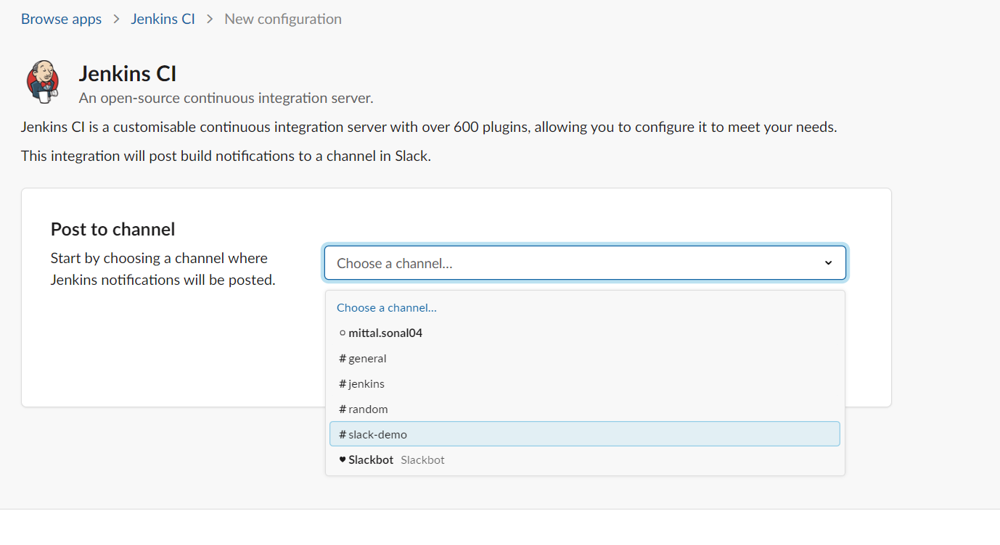 Browse apps > Jenkins CI > New configuration
Jenkins CI
An open-source continuous integration server.
Jenkins CI is a customisable continuous integration server with over 600 plugins, allowing you to configure it to meet your needs.
This integration will post build notifications to a channel in Slack.
Post to channel
Start by choosing a channel where
Jenkins notifications will be posted.
Choose a channel...
Choose a channel...
mittal.sonal04
# general
# jenkins
# random
# slack-demo
♥ Slackbot Slackbot